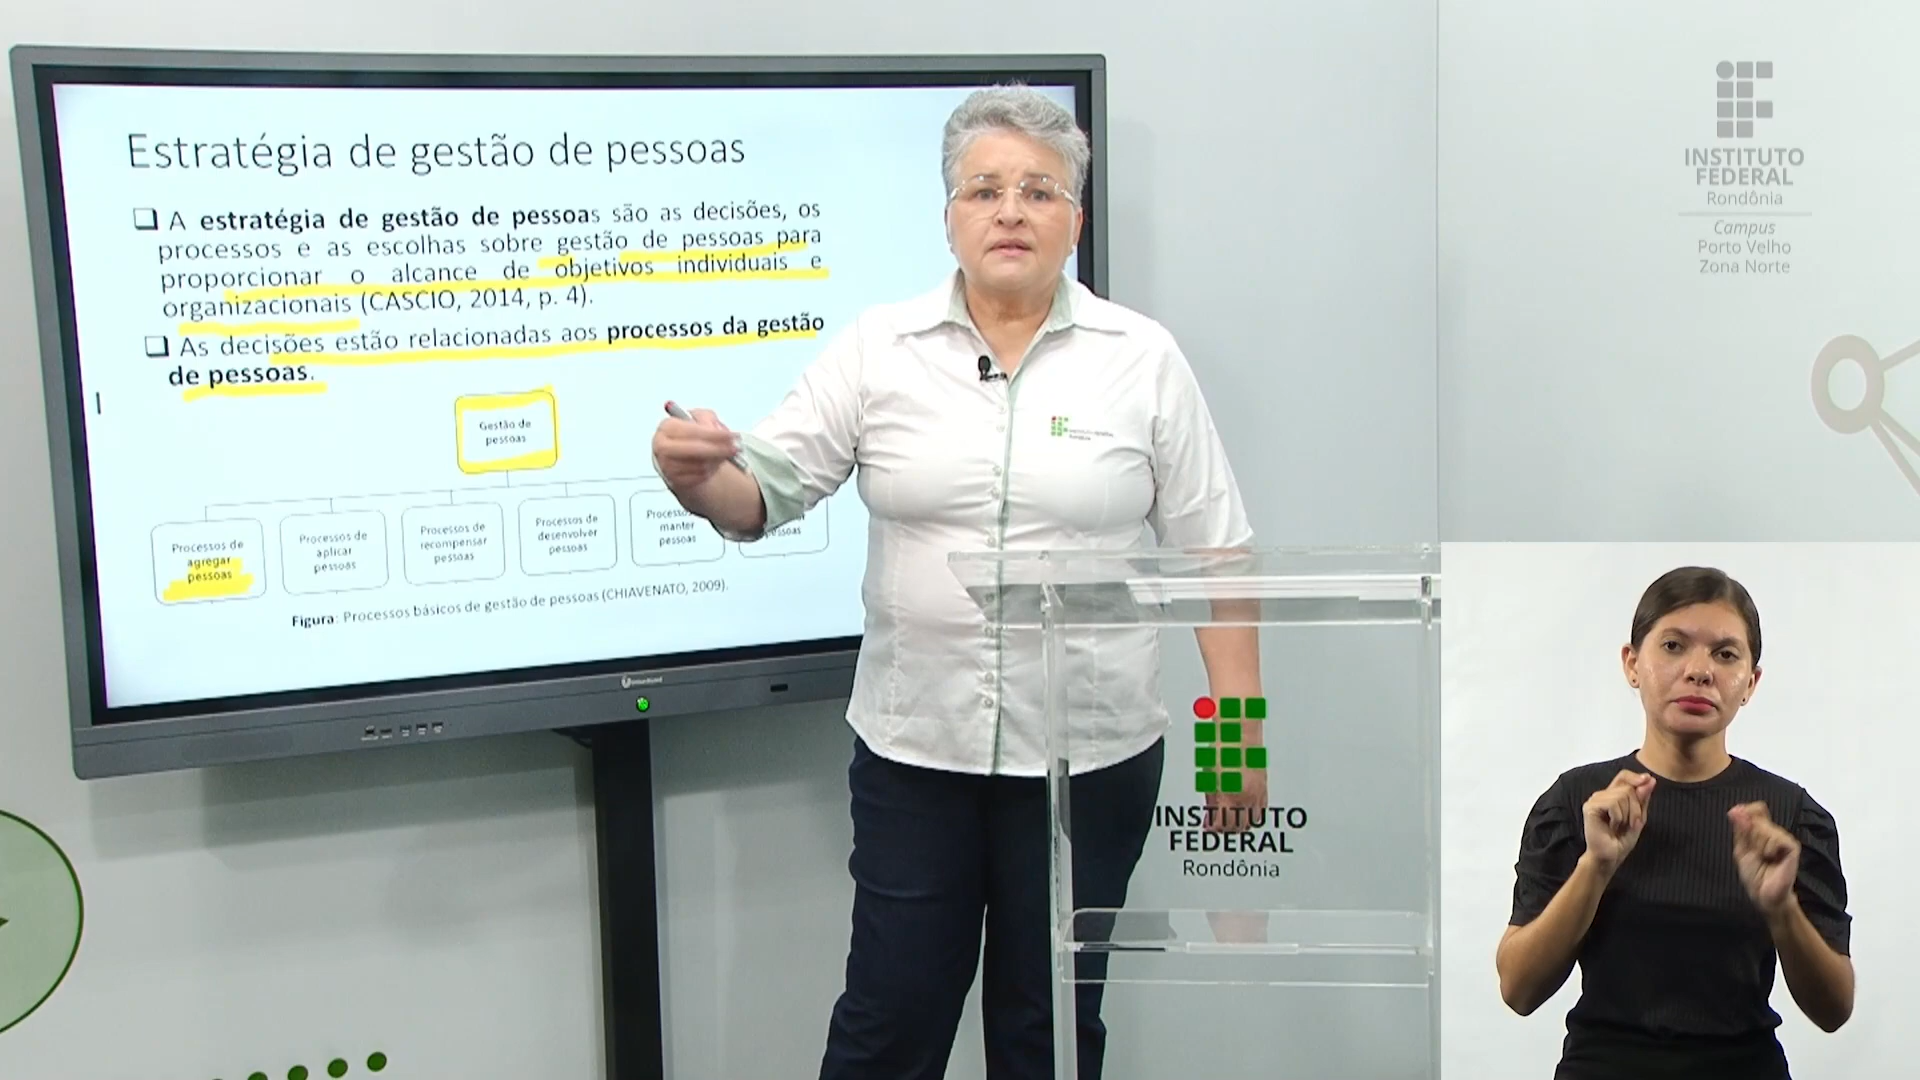 Estratégia de gestão de pessoas
❑ A estratégia de gestão de pessoas são as decisões, os
processos e as escolhas sobre gestão de pessoas para
proporcionar o alcance de objetivos individuais e
organizacionais (CASCIO, 2014, p. 4).
❑ As decisões estão relacionadas aos processos da gestão
de pessoas.
Gestão de
pessoas
Processos de
agregar
pessoas
Processos de
aplicar
pessoas
Processos de
recompensar
pessoas
Processos de
desenvolver
pessoas
manter
pessoas
pessoas
Figura: Processos básicos de gestão de pessoas (CHIAVENATO, 2009).
INSTITUTO
FEDERAL
Rondônia
Campus
Porto Velho
Zona Norte
INSTITUTO
FEDERAL
Rondônia